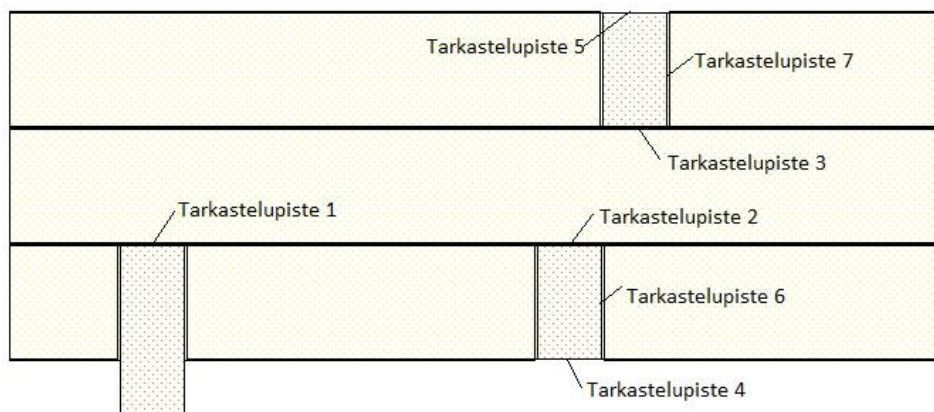 Tarkastelupiste 5
Tarkastelupiste 7
Tarkastelupiste 3
Tarkastelupiste 1
Tarkastelupiste 2
Tarkastelupiste 6
Tarkastelupiste 4